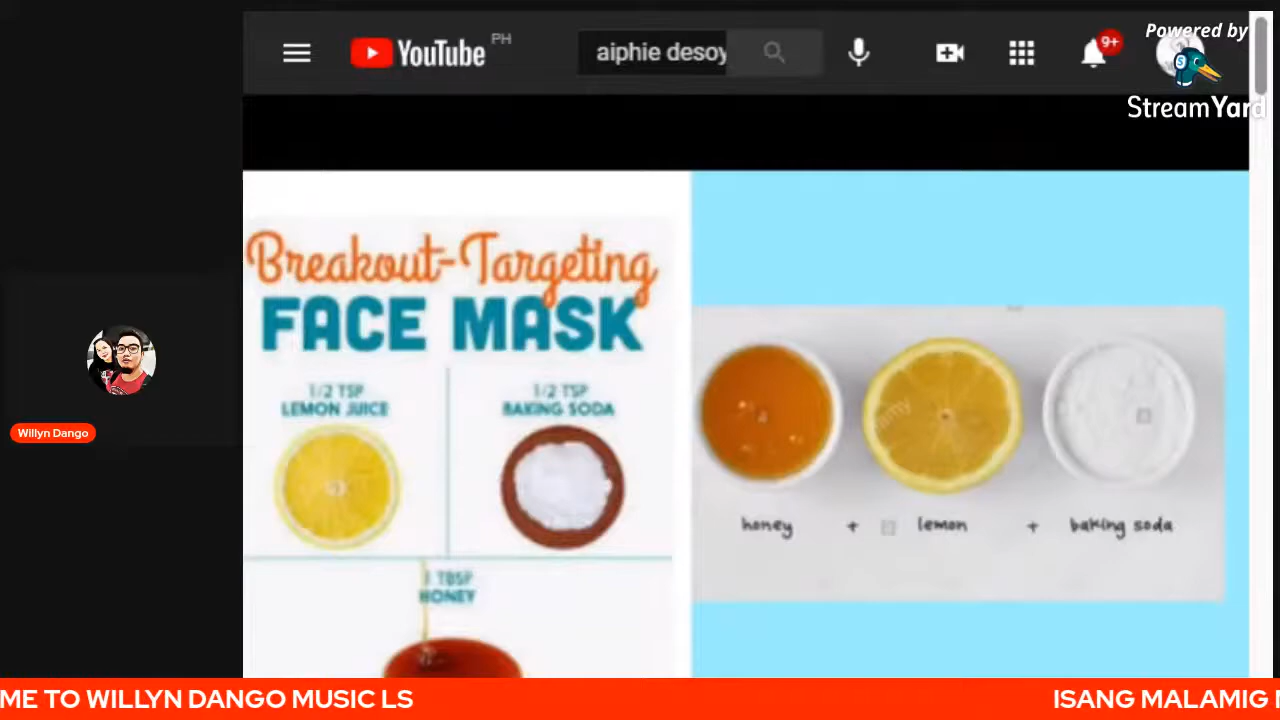 Powered by
StreamYard
YouTube PH
aiphie desoy
9+
Breakout-Targeting
FACE MASK
1/2 TSP
LEMON JUICE
1/2 TSP
BAKING SODA
1 TBSP
HONEY
honey + lemon + baking soda
Willyn Dango
ME TO WILLYN DANGO MUSIC LS
ISANG MALAMIG